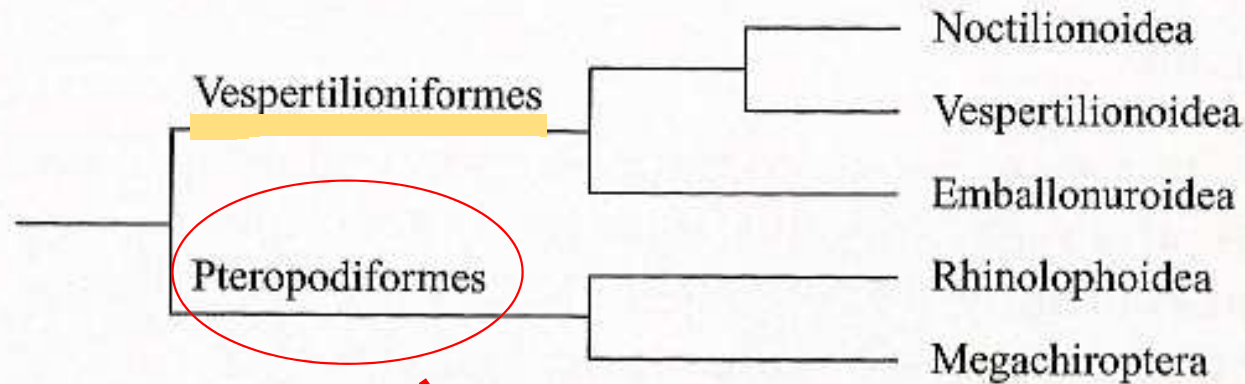 Noctilionoidea
Vespertilioniformes
Vespertilionoidea
Emballonuroidea
Pteropodiformes
Rhinolophoidea
Megachiroptera